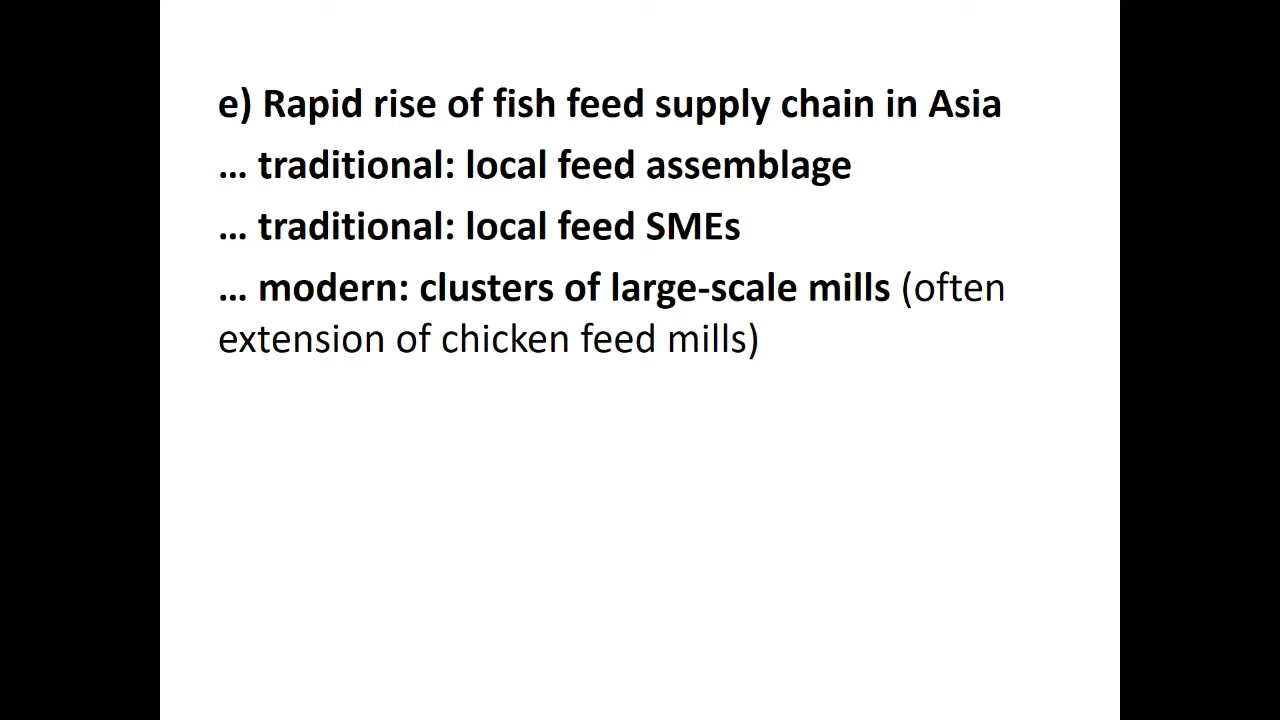 e) Rapid rise of fish feed supply chain in Asia
… traditional: local feed assemblage
… traditional: local feed SMEs
… modern: clusters of large-scale mills (often
extension of chicken feed mills)